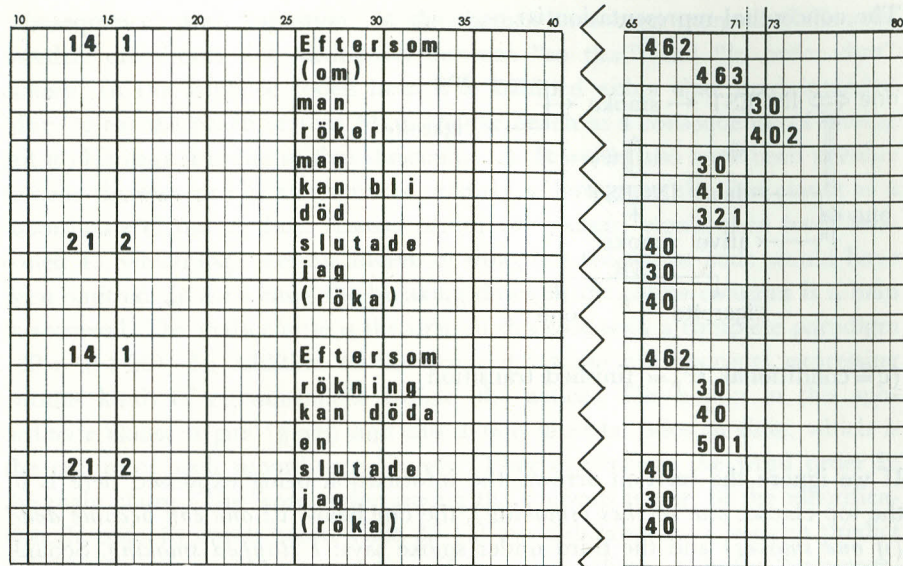 10 15 20 25 30 35 40 65 71 73 80
14 1 Eftersom 462
(om) 463
man 30
röker 402
man 30
kan bli 41
död 321
21 2 slutade 40
jag 30
(röka) 40
14 1 Eftersom 462
rökning 30
kan döda 40
en 501
21 2 slutade 40
jag 30
(röka) 40